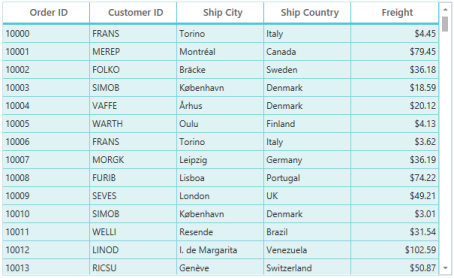 Order ID Customer ID Ship City Ship Country Freight
10000 FRANS Torino Italy $4.45
10001 MEREP Montréal Canada $79.45
10002 FOLKO Bräcke Sweden $36.18
10003 SIMOB København Denmark $18.59
10004 VAFFE Århus Denmark $20.12
10005 WARTH Oulu Finland $4.13
10006 FRANS Torino Italy $3.62
10007 MORGK Leipzig Germany $36.19
10008 FURIB Lisboa Portugal $74.22
10009 SEVES London UK $49.21
10010 SIMOB København Denmark $3.01
10011 WELLI Resende Brazil $31.54
10012 LINOD I. de Margarita Venezuela $102.59
10013 RICSU Genève Switzerland $50.87